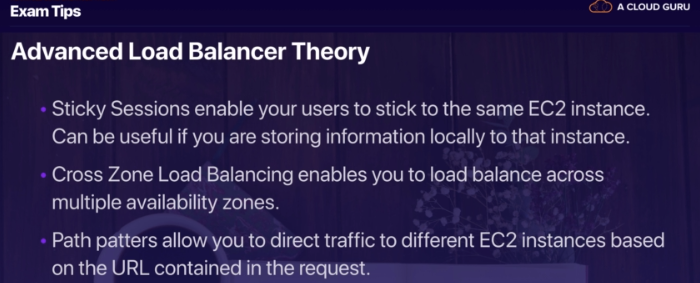 Exam Tips
A CLOUD GURU
Advanced Load Balancer Theory
• Sticky Sessions enable your users to stick to the same EC2 instance.
Can be useful if you are storing information locally to that instance.
• Cross Zone Load Balancing enables you to load balance across
multiple availability zones.
• Path patters allow you to direct traffic to different EC2 instances based
on the URL contained in the request.